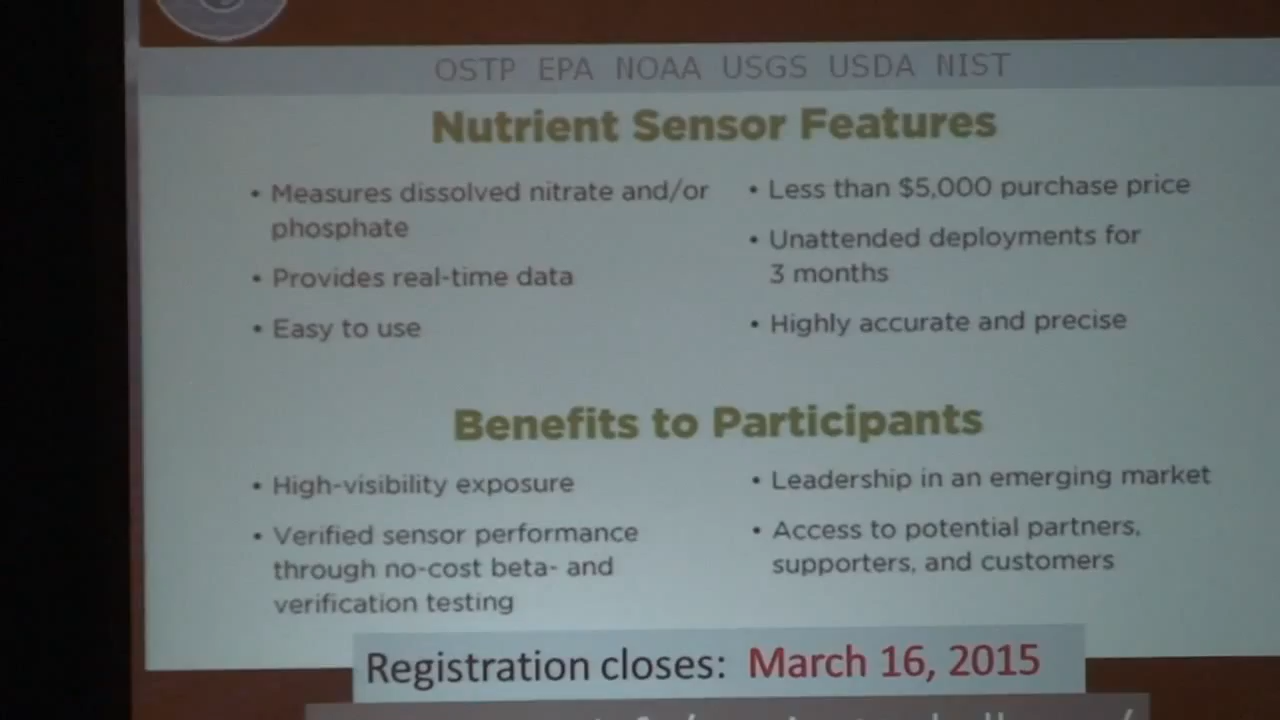 OSTP EPA NOAA USGS USDA NIST
Nutrient Sensor Features
• Measures dissolved nitrate and/or
phosphate
• Provides real-time data
• Easy to use
• Less than $5,000 purchase price
• Unattended deployments for
3 months
• Highly accurate and precise
Benefits to Participants
• High-visibility exposure
• Verified sensor performance
through no-cost beta- and
verification testing
• Leadership in an emerging market
• Access to potential partners,
supporters, and customers
Registration closes: March 16, 2015